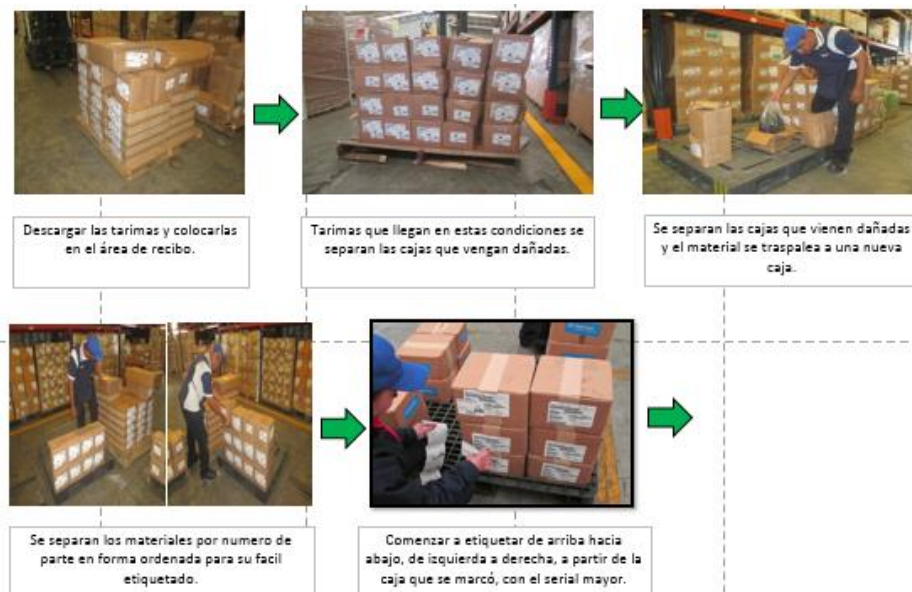 Descargar las tarimas y colocarlas
en el área de recibo.
Tarimas que llegan en estas condiciones se
separan las cajas que vengan dañadas.
Se separan las cajas que vienen dañadas
y el material se traspalea a una nueva
caja.
Se separan los materiales por numero de
parte en forma ordenada para su facil
etiquetado.
Comenzar a etiquetar de arriba hacia
abajo, de izquierda a derecha, a partir de la
caja que se marcó, con el serial mayor.